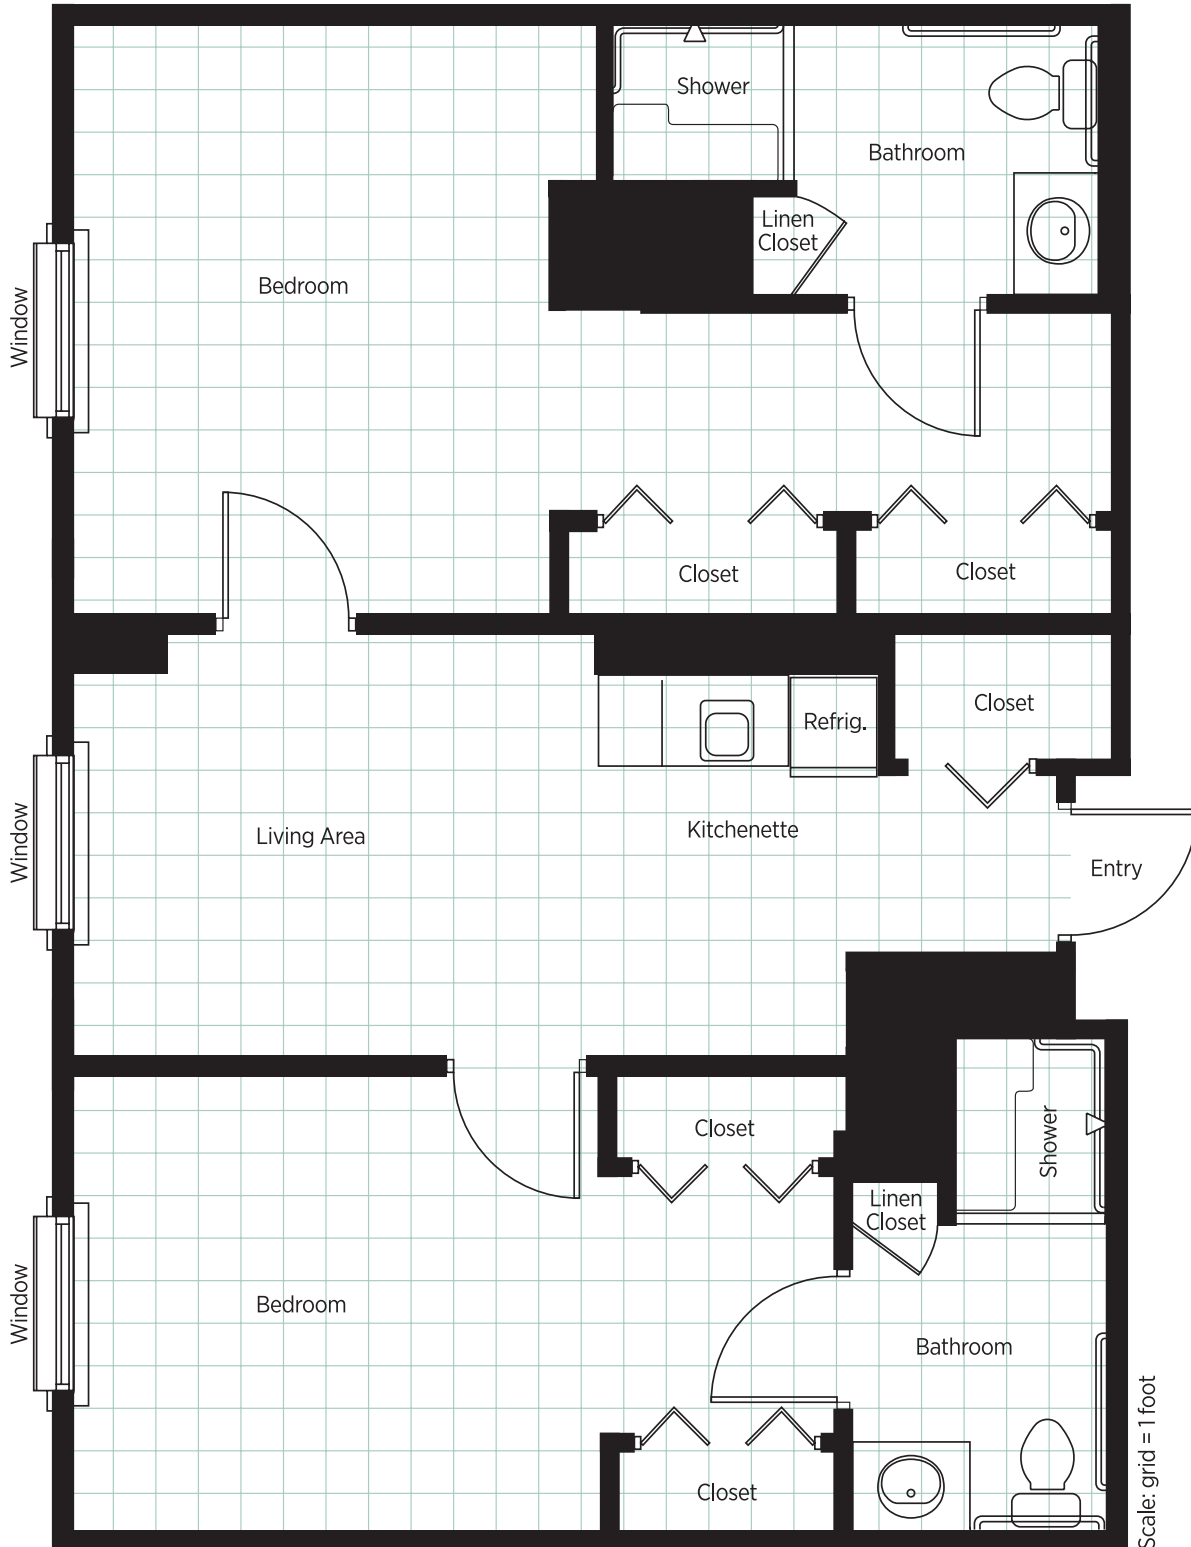 Shower
Bathroom
Linen
Closet
Bedroom
Window
Closet
Closet
Closet
Refrig.
Kitchenette
Living Area
Window
Entry
Closet
Shower
Linen
Closet
Bedroom
Window
Bathroom
Closet
Scale: grid = 1 foot